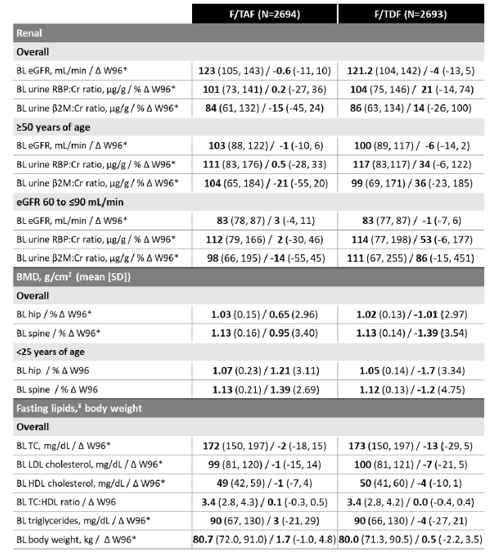 F/TAF (N=2694) F/TDF (N=2693)
Renal
Overall
BL eGFR, mL/min / Δ W96* 123 (105, 143) / -0.6 (-11, 10) 121.2 (104, 142) / -4 (-13, 5)
BL urine RBP:Cr ratio, µg/g / % Δ W96* 101 (73, 141) / 0.2 (-27, 36) 104 (75, 146) / 21 (-14, 74)
BL urine β2M:Cr ratio, µg/g / % Δ W96* 84 (61, 132) / -15 (-45, 24) 86 (63, 134) / 14 (-26, 100)
≥50 years of age
BL eGFR, mL/min / Δ W96* 103 (88, 122) / -1 (-10, 6) 100 (89, 117) / -6 (-14, 2)
BL urine RBP:Cr ratio, µg/g / % Δ W96* 111 (83, 176) / 0.5 (-28, 33) 117 (83,117) / 34 (-6, 122)
BL urine β2M:Cr ratio, µg/g / % Δ W96* 104 (65, 184) / -21 (-55, 20) 99 (69, 171) / 36 (-23, 185)
eGFR 60 to ≤90 mL/min
BL eGFR, mL/min / Δ W96* 83 (78, 87) / 3 (-4, 11) 83 (77, 87) / -1 (-7, 6)
BL urine RBP:Cr ratio, µg/g / % Δ W96* 112 (79, 166) / 2 (-30, 46) 114 (77, 198) / 53 (-6, 177)
BL urine β2M:Cr ratio, µg/g / % Δ W96* 98 (66, 195) / -14 (-55, 45) 111 (67, 255) / 86 (-15, 451)
BMD, g/cm² (mean [SD])
Overall
BL hip / % Δ W96* 1.03 (0.15) / 0.65 (2.96) 1.02 (0.13) / -1.01 (2.97)
BL spine / % Δ W96* 1.13 (0.16) / 0.95 (3.40) 1.13 (0.14) / -1.39 (3.54)
<25 years of age
BL hip / % Δ W96 1.07 (0.23) / 1.21 (3.11) 1.05 (0.14) / -1.7 (3.34)
BL spine / % Δ W96 1.13 (0.21) / 1.39 (2.69) 1.12 (0.13) / -1.2 (4.75)
Fasting lipids, body weight
Overall
BL TC, mg/dL / Δ W96* 172 (150, 197) / -2 (-18, 15) 173 (150, 197) / -13 (-29, 5)
BL LDL cholesterol, mg/dL / Δ W96* 99 (81, 120) / -1 (-15, 14) 100 (81, 121) / -7 (-21, 5)
BL HDL cholesterol, mg/dL / Δ W96* 49 (42, 59) / -1 (-7, 4) 50 (41, 60) / -4 (-10, 1)
BL TC:HDL ratio / Δ W96 3.4 (2.8, 4.3) / 0.1 (-0.3, 0.5) 3.4 (2.8, 4.2) / 0.0 (-0.4, 0.4)
BL triglycerides, mg/dL / Δ W96* 90 (67, 130) / 3 (-21, 29) 90 (66, 130) / -4 (-27, 21)
BL body weight, kg / Δ W96* 80.7 (72.0, 91.0) / 1.7 (-1.0, 4.8) 80.0 (71.3, 90.5) / 0.5 (-2.2, 3.5)